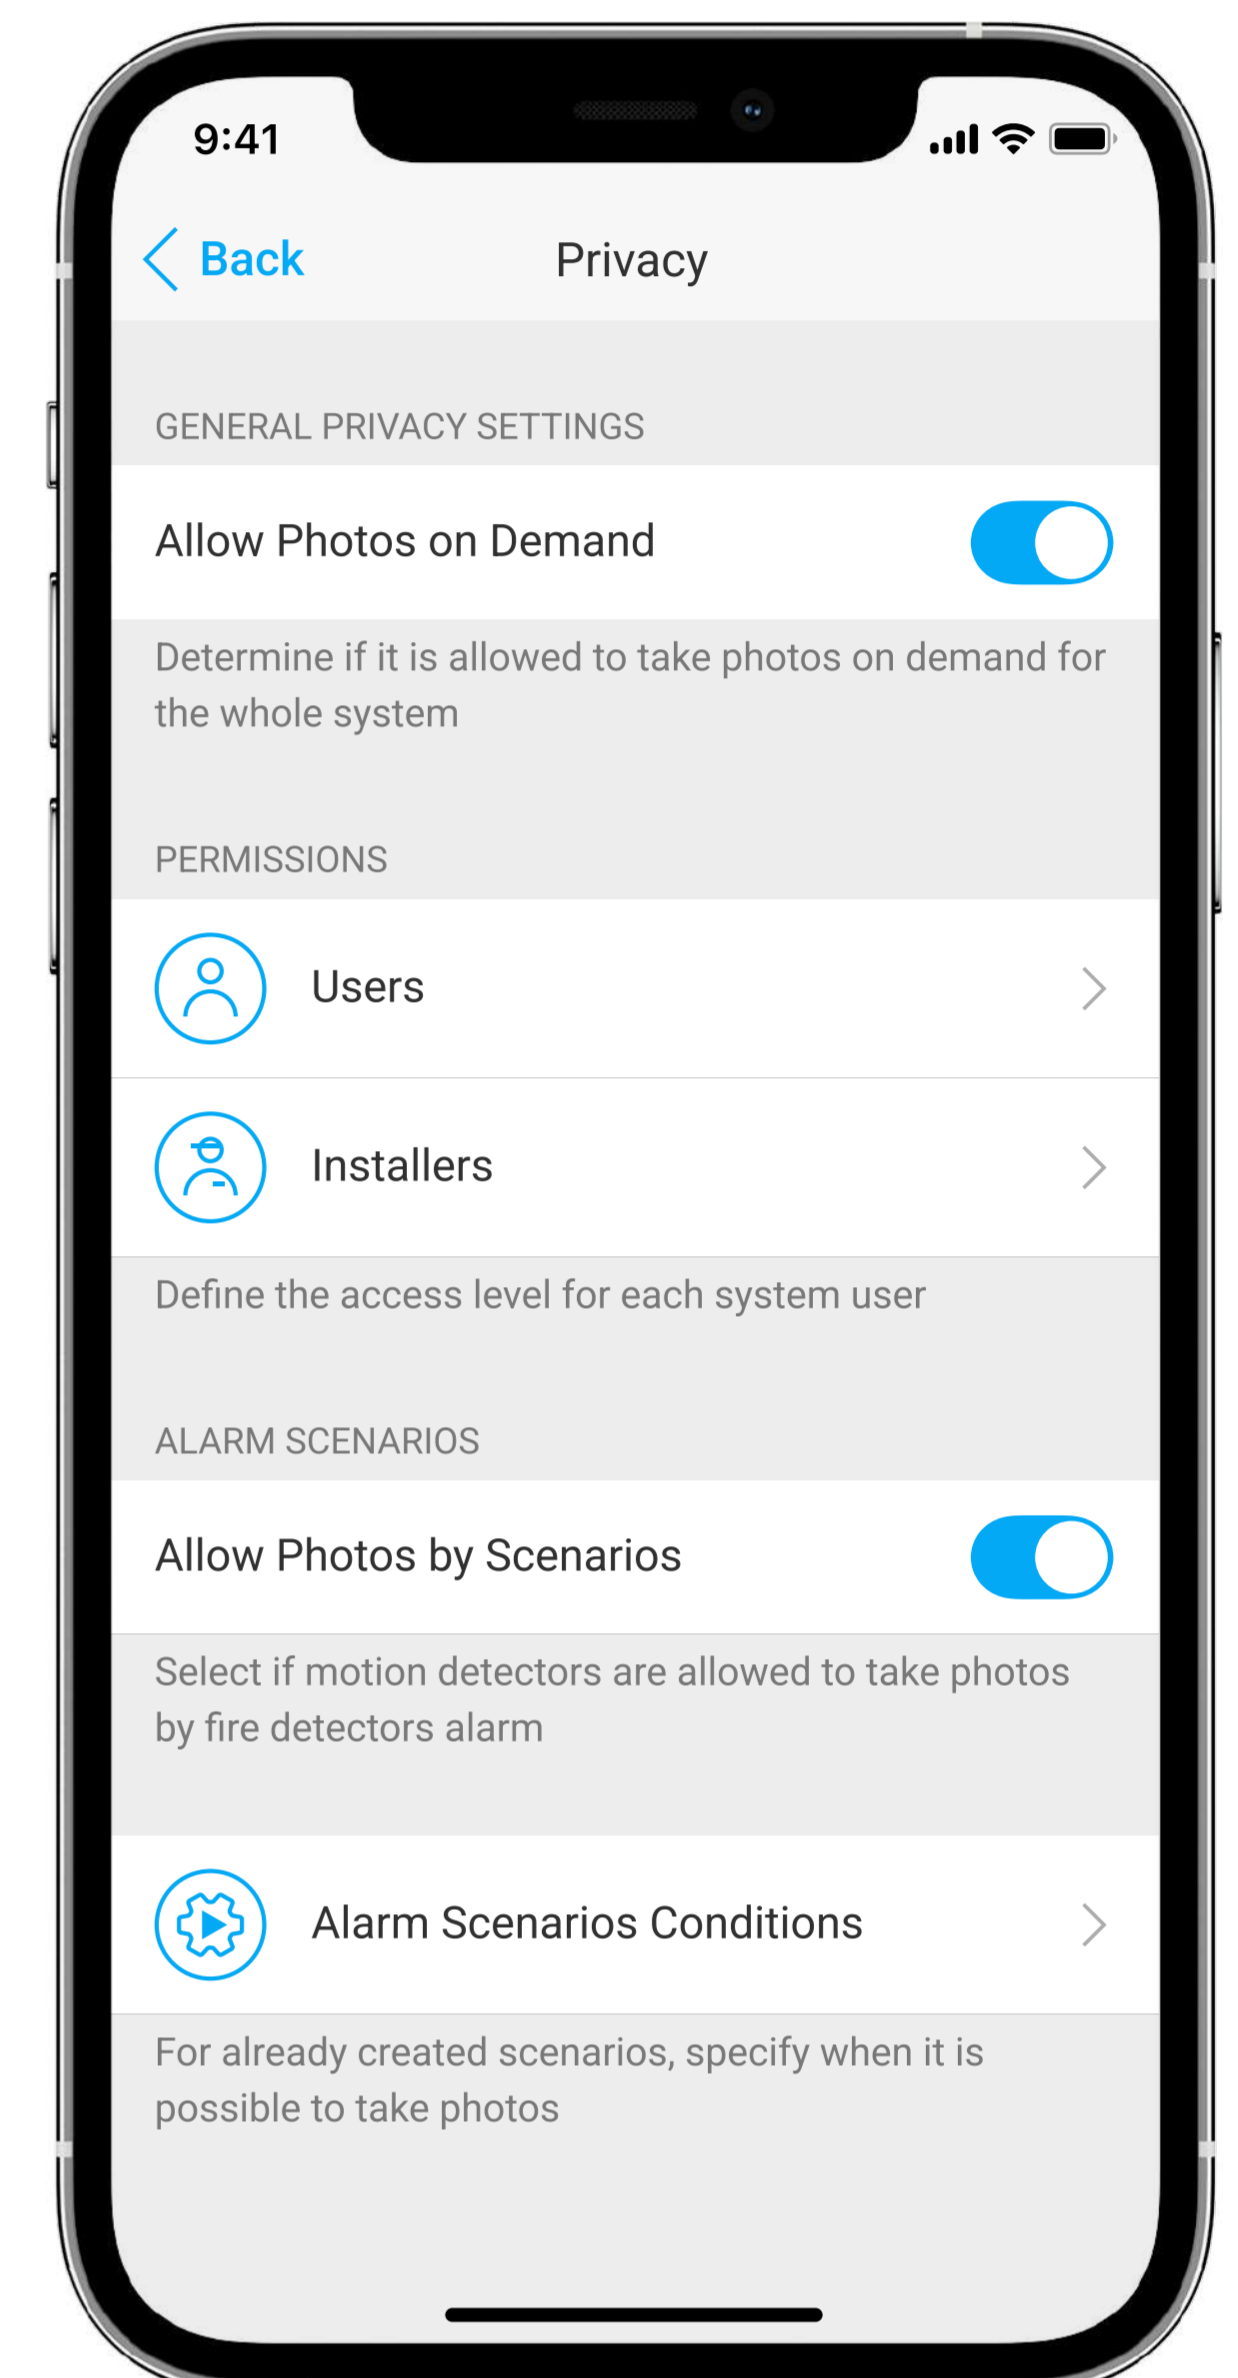 9:41
Back
Privacy
GENERAL PRIVACY SETTINGS
Allow Photos on Demand
Determine if it is allowed to take photos on demand for
the whole system
PERMISSIONS
Users
Installers
Define the access level for each system user
ALARM SCENARIOS
Allow Photos by Scenarios
Select if motion detectors are allowed to take photos
by fire detectors alarm
Alarm Scenarios Conditions
For already created scenarios, specify when it is
possible to take photos